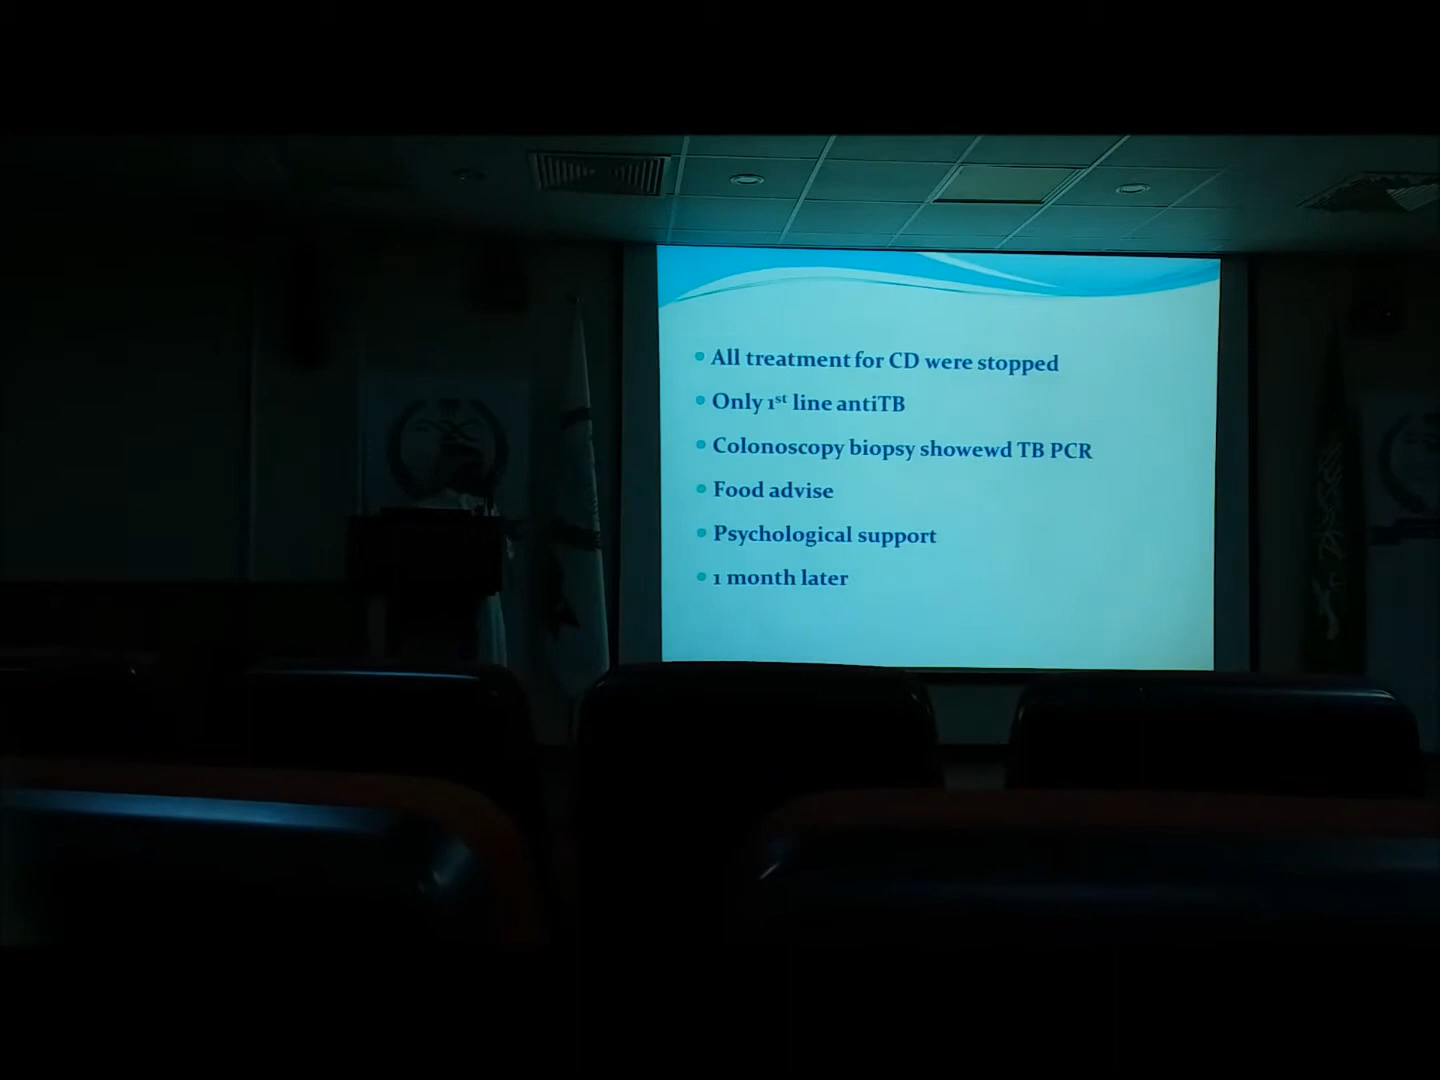 All treatment for CD were stopped
Only 1st line antiTB
Colonoscopy biopsy showewd TB PCR
Food advise
Psychological support
1 month later